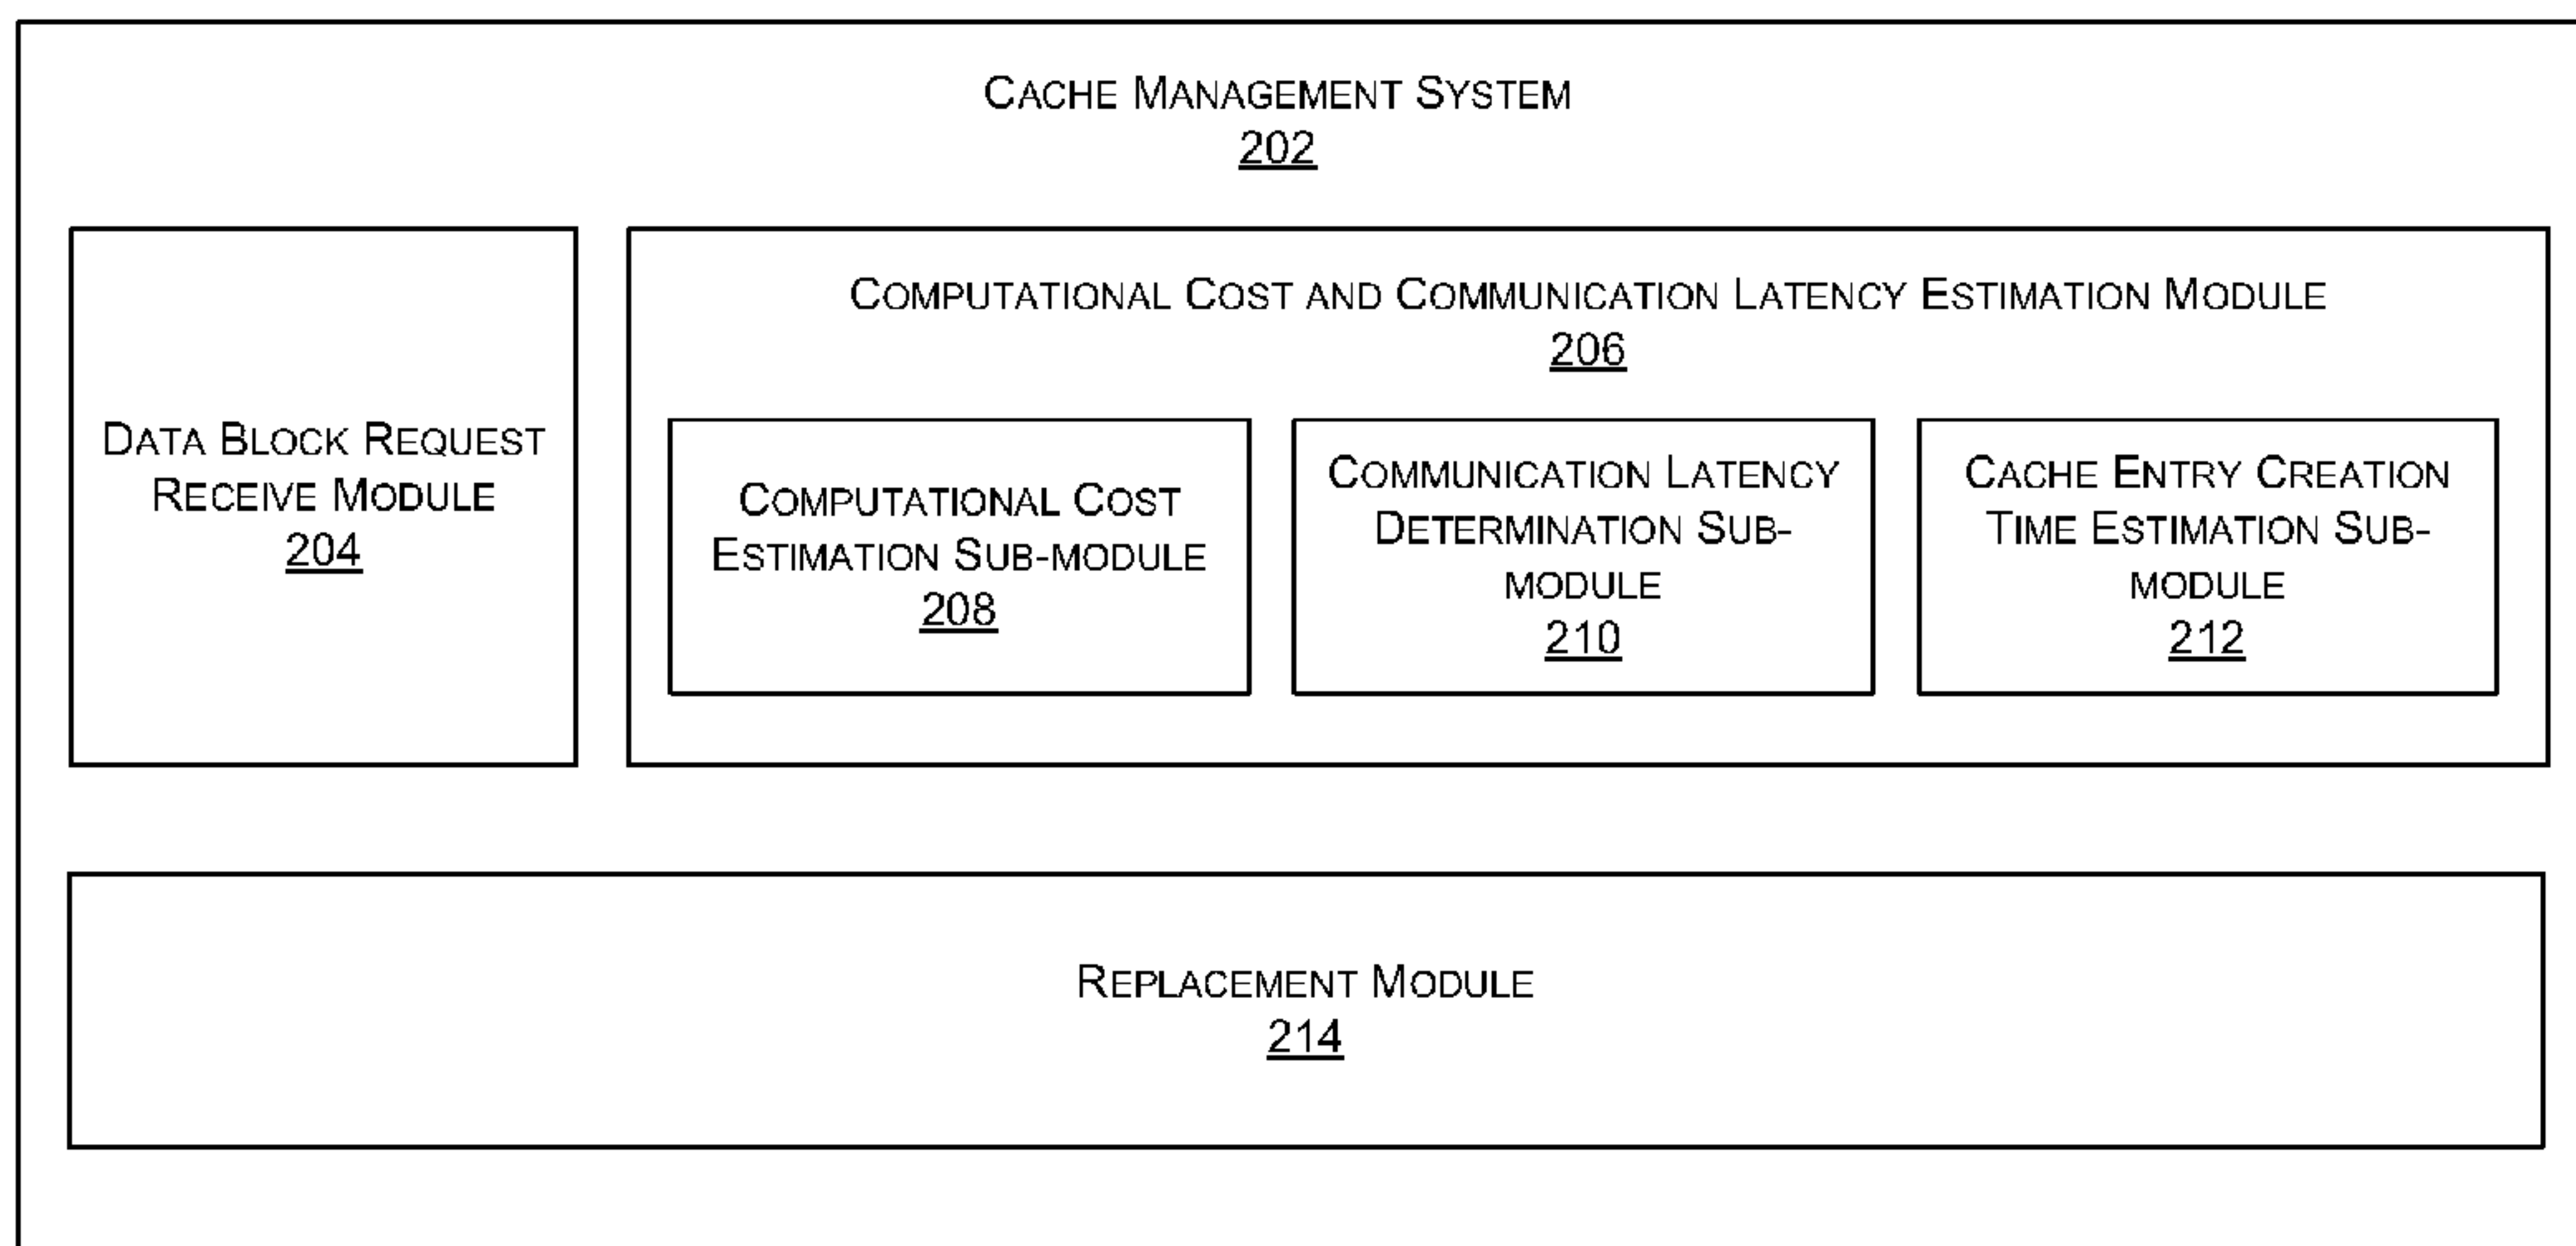 CACHE MANAGEMENT SYSTEM
202
DATA BLOCK REQUEST
RECEIVE MODULE
204
COMPUTATIONAL COST AND COMMUNICATION LATENCY ESTIMATION MODULE
206
COMPUTATIONAL COST
ESTIMATION SUB-MODULE
208
COMMUNICATION LATENCY
DETERMINATION SUB-
MODULE
210
CACHE ENTRY CREATION
TIME ESTIMATION SUB-
MODULE
212
REPLACEMENT MODULE
214